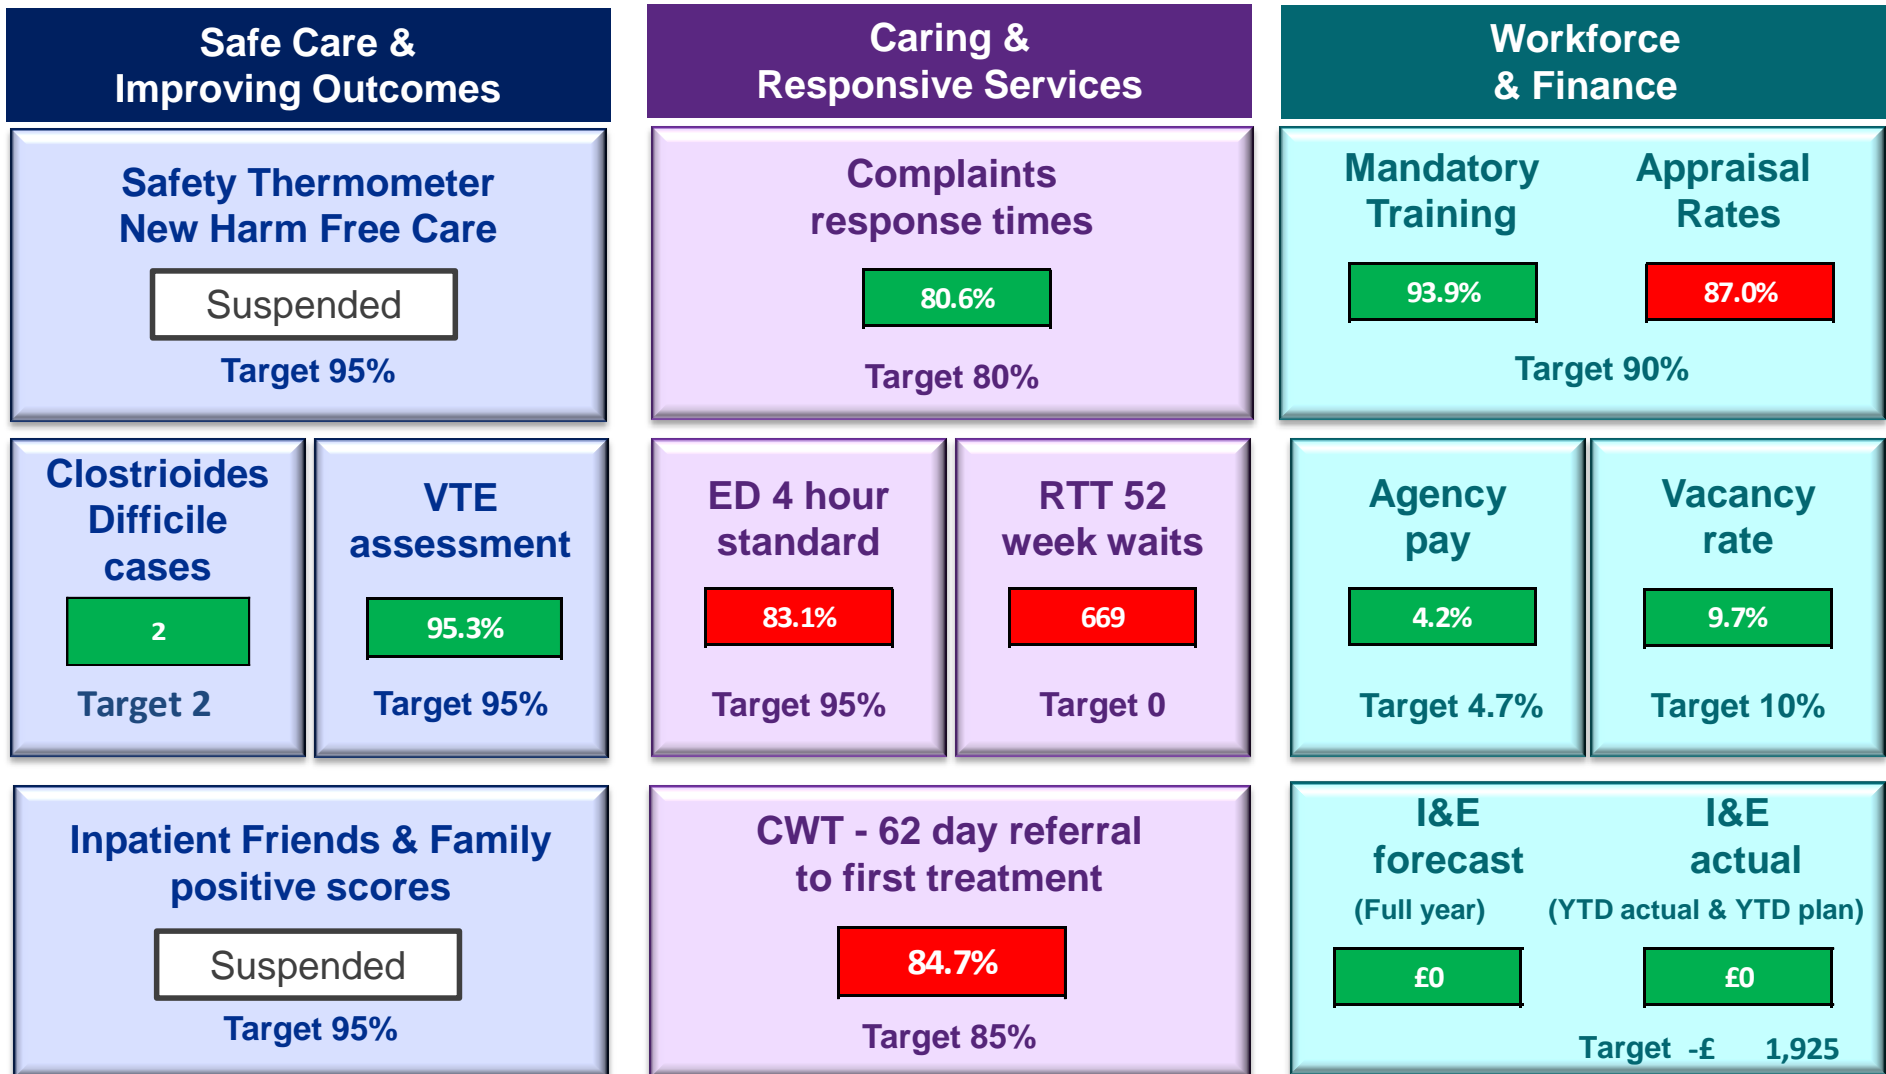 Safe Care &
Improving Outcomes
Safety Thermometer
New Harm Free Care
Suspended
Target 95%
Clostrioides
Difficile
cases
2
Target 2
VTE
assessment
95.3%
Target 95%
Inpatient Friends & Family
positive scores
Suspended
Target 95%
Caring &
Responsive Services
Complaints
response times
80.6%
Target 80%
ED 4 hour
standard
83.1%
Target 95%
RTT 52
week waits
669
Target 0
CWT - 62 day referral
to first treatment
84.7%
Target 85%
Workforce
& Finance
Mandatory
Training
93.9%
Appraisal
Rates
87.0%
Target 90%
Agency
pay
4.2%
Target 4.7%
Vacancy
rate
9.7%
Target 10%
I&E
forecast
(Full year)
£0
I&E
actual
(YTD actual & YTD plan)
£0
Target -£ 1,925